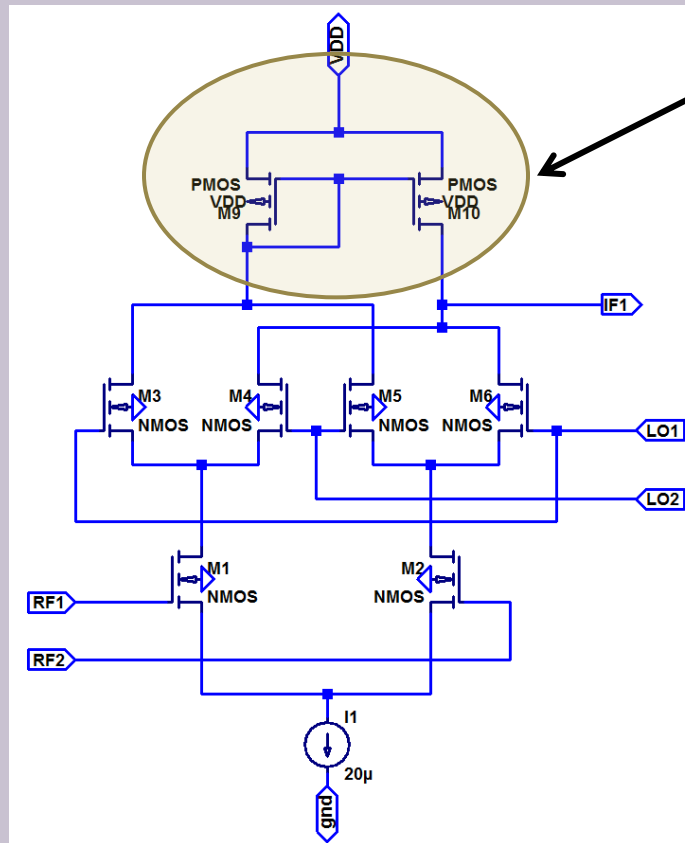 VDD
PMOS
VDD
M9
PMOS
VDD
M10
IF1
M3
NMOS
M4
NMOS
M5
NMOS
M6
NMOS
LO1
LO2
M1
NMOS
M2
NMOS
RF1
RF2
I1
20µ
gnd